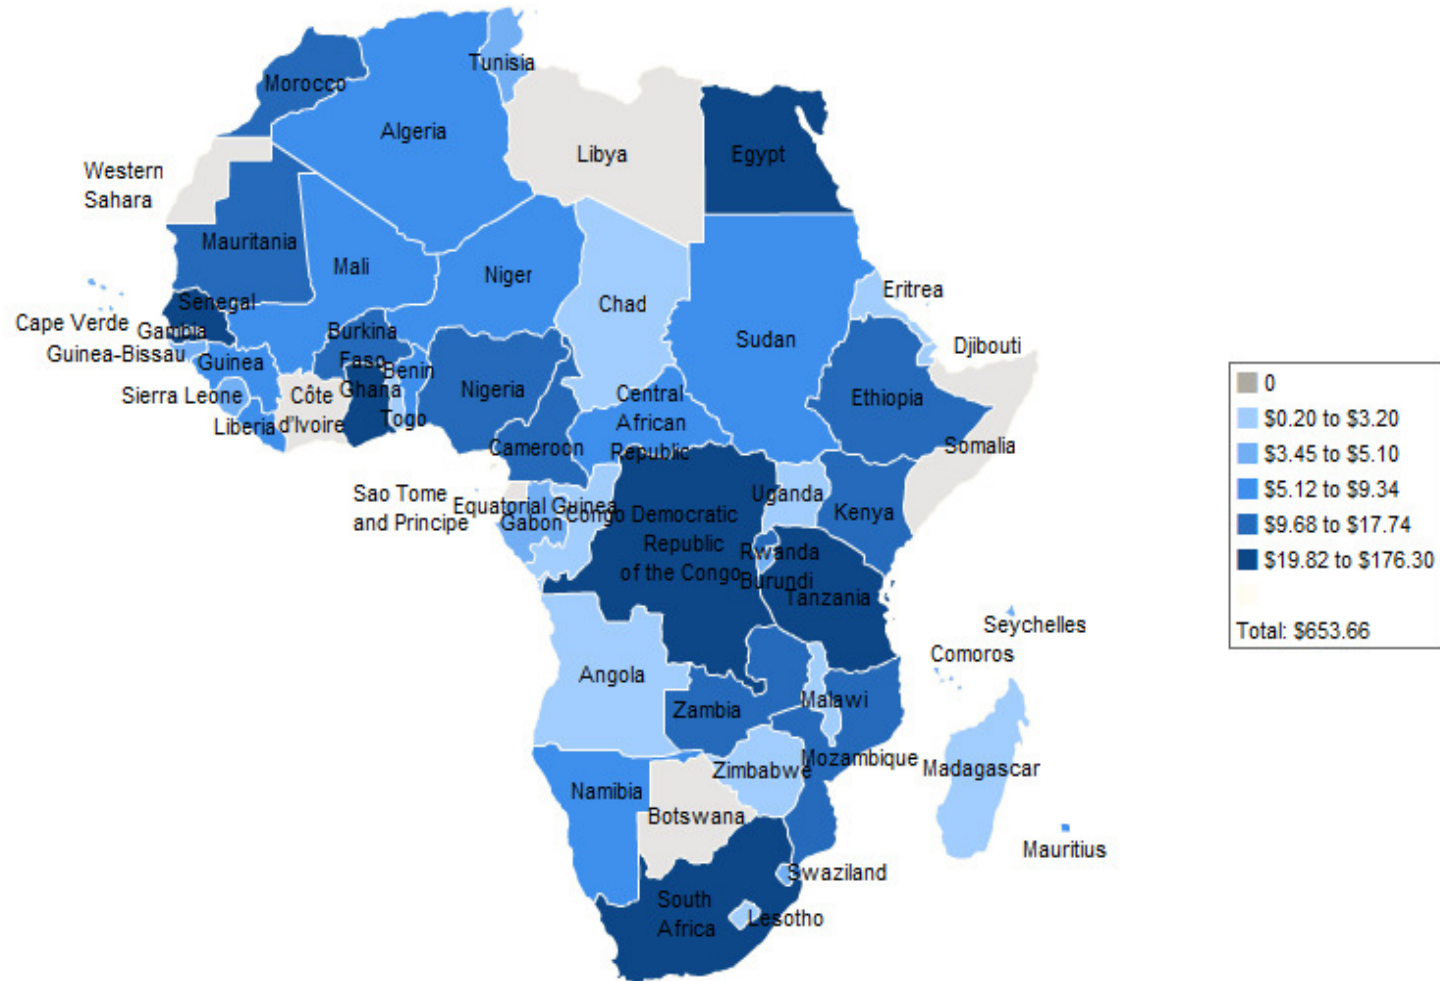 Tunisia
Morocco
Algeria
Libya
Egypt
Western
Sahara
Mauritania
Mali
Niger
Chad
Sudan
Eritrea
Senegal
Cape Verde
Gambia
Guinea-Bissau
Guinea
Burkina
Faso
Benin
Djibouti
Sierra Leone
Côte
d'Ivoire
Ghana
Togo
Nigeria
Central
African
Republic
Ethiopia
Liberia
Cameroon
Somalia
Sao Tome
and Principe
Equatorial Guinea
Gabon
Congo
Democratic
Republic
of the Congo
Uganda
Kenya
Rwanda
Burundi
Tanzania
Seychelles
Comoros
Angola
Zambia
Malawi
Mozambique
Zimbabwe
Madagascar
Namibia
Botswana
Mauritius
Swaziland
South
Africa
Lesotho
0
$0.20 to $3.20
$3.45 to $5.10
$5.12 to $9.34
$9.68 to $17.74
$19.82 to $176.30
Total: $653.66